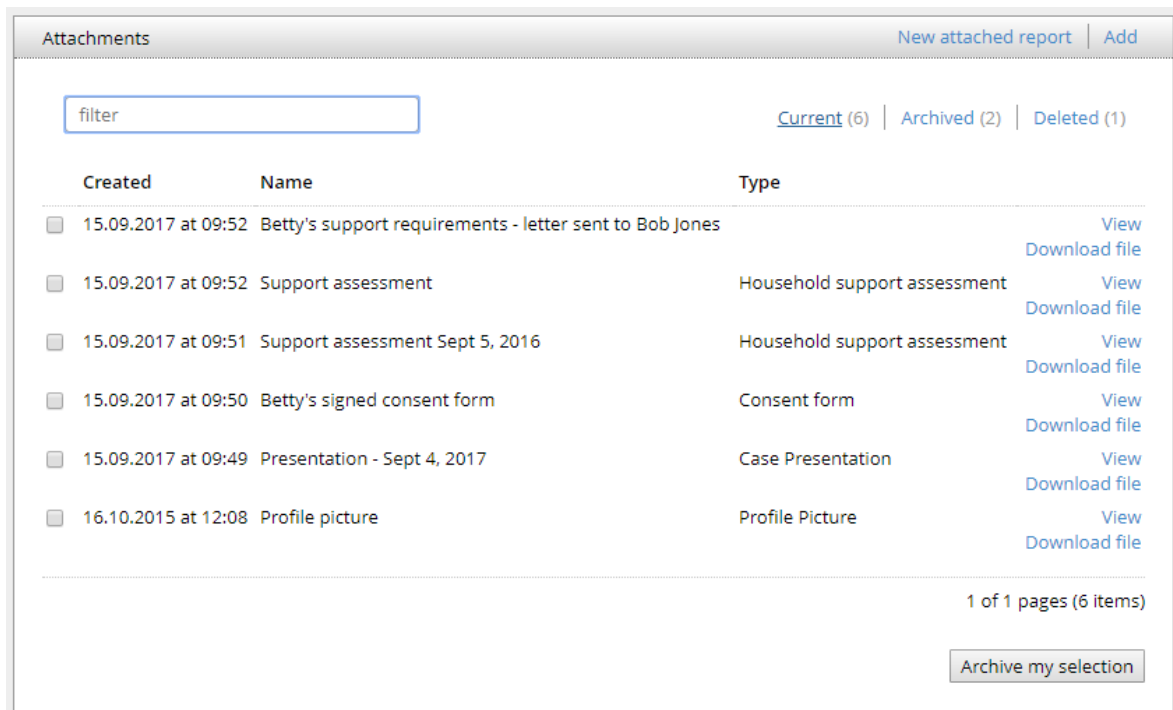 Attachments New attached report Add
filter
Current (6) Archived (2) Deleted (1)
Created Name Type
15.09.2017 at 09:52 Betty's support requirements - letter sent to Bob Jones View
Download file
15.09.2017 at 09:52 Support assessment Household support assessment View
Download file
15.09.2017 at 09:51 Support assessment Sept 5, 2016 Household support assessment View
Download file
15.09.2017 at 09:50 Betty's signed consent form Consent form View
Download file
15.09.2017 at 09:49 Presentation - Sept 4, 2017 Case Presentation View
Download file
16.10.2015 at 12:08 Profile picture Profile Picture View
Download file
1 of 1 pages (6 items)
Archive my selection